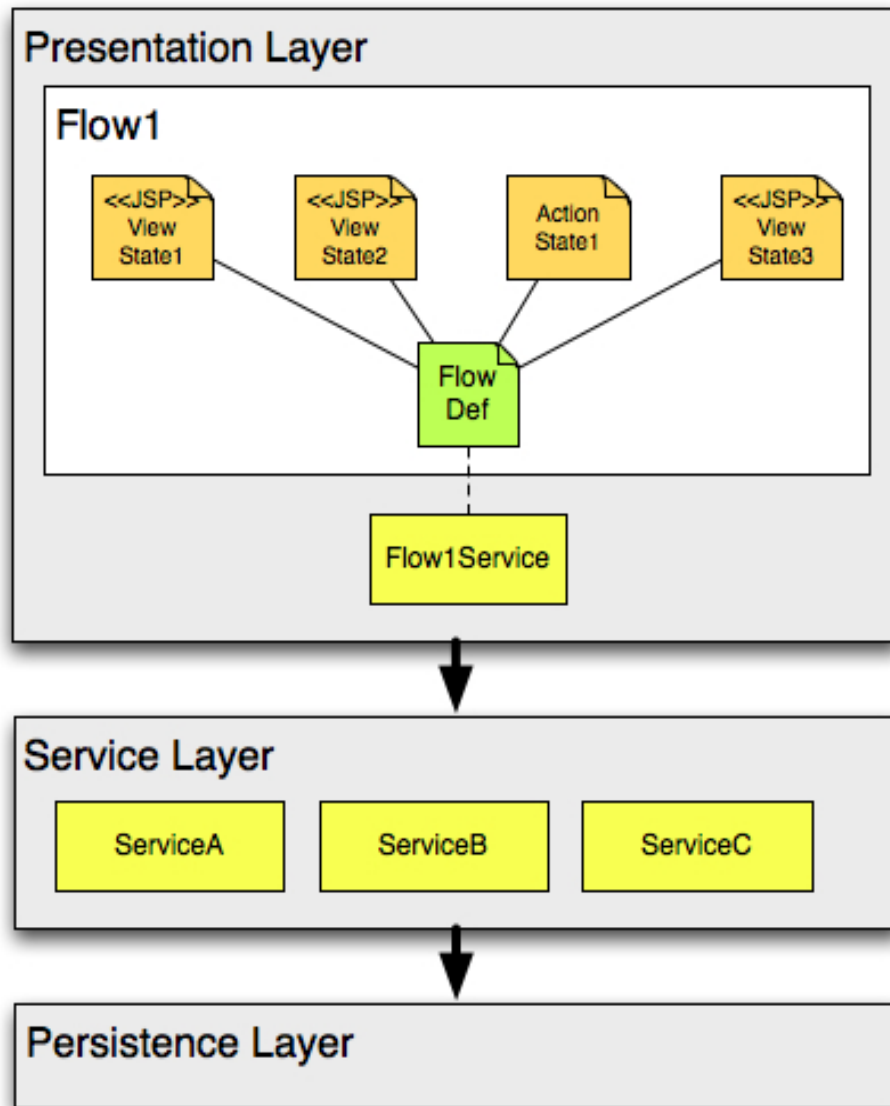 Presentation Layer
Flow1
<<JSP>>
View
State1
<<JSP>>
View
State2
Action
State1
<<JSP>>
View
State3
Flow
Def
Flow1Service
Service Layer
ServiceA
ServiceB
ServiceC
Persistence Layer